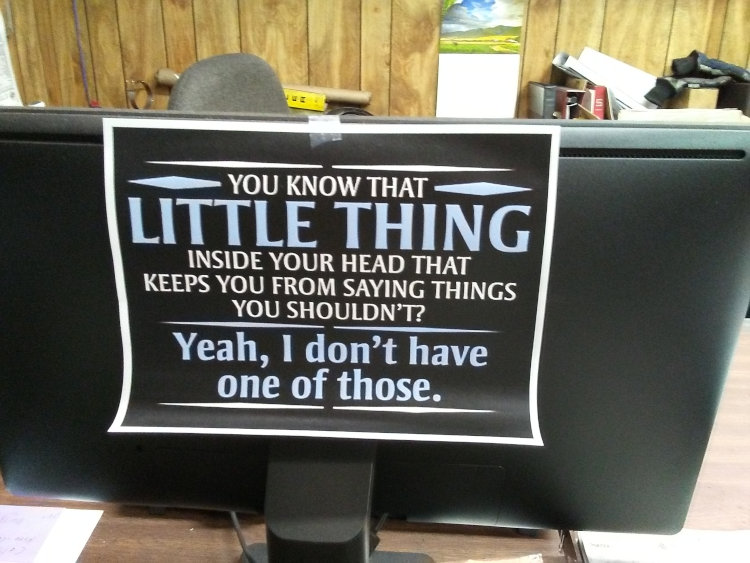 YOU KNOW THAT
LITTLE THING
INSIDE YOUR HEAD THAT
KEEPS YOU FROM SAYING THINGS
YOU SHOULDN'T?
Yeah, I don't have
one of those.